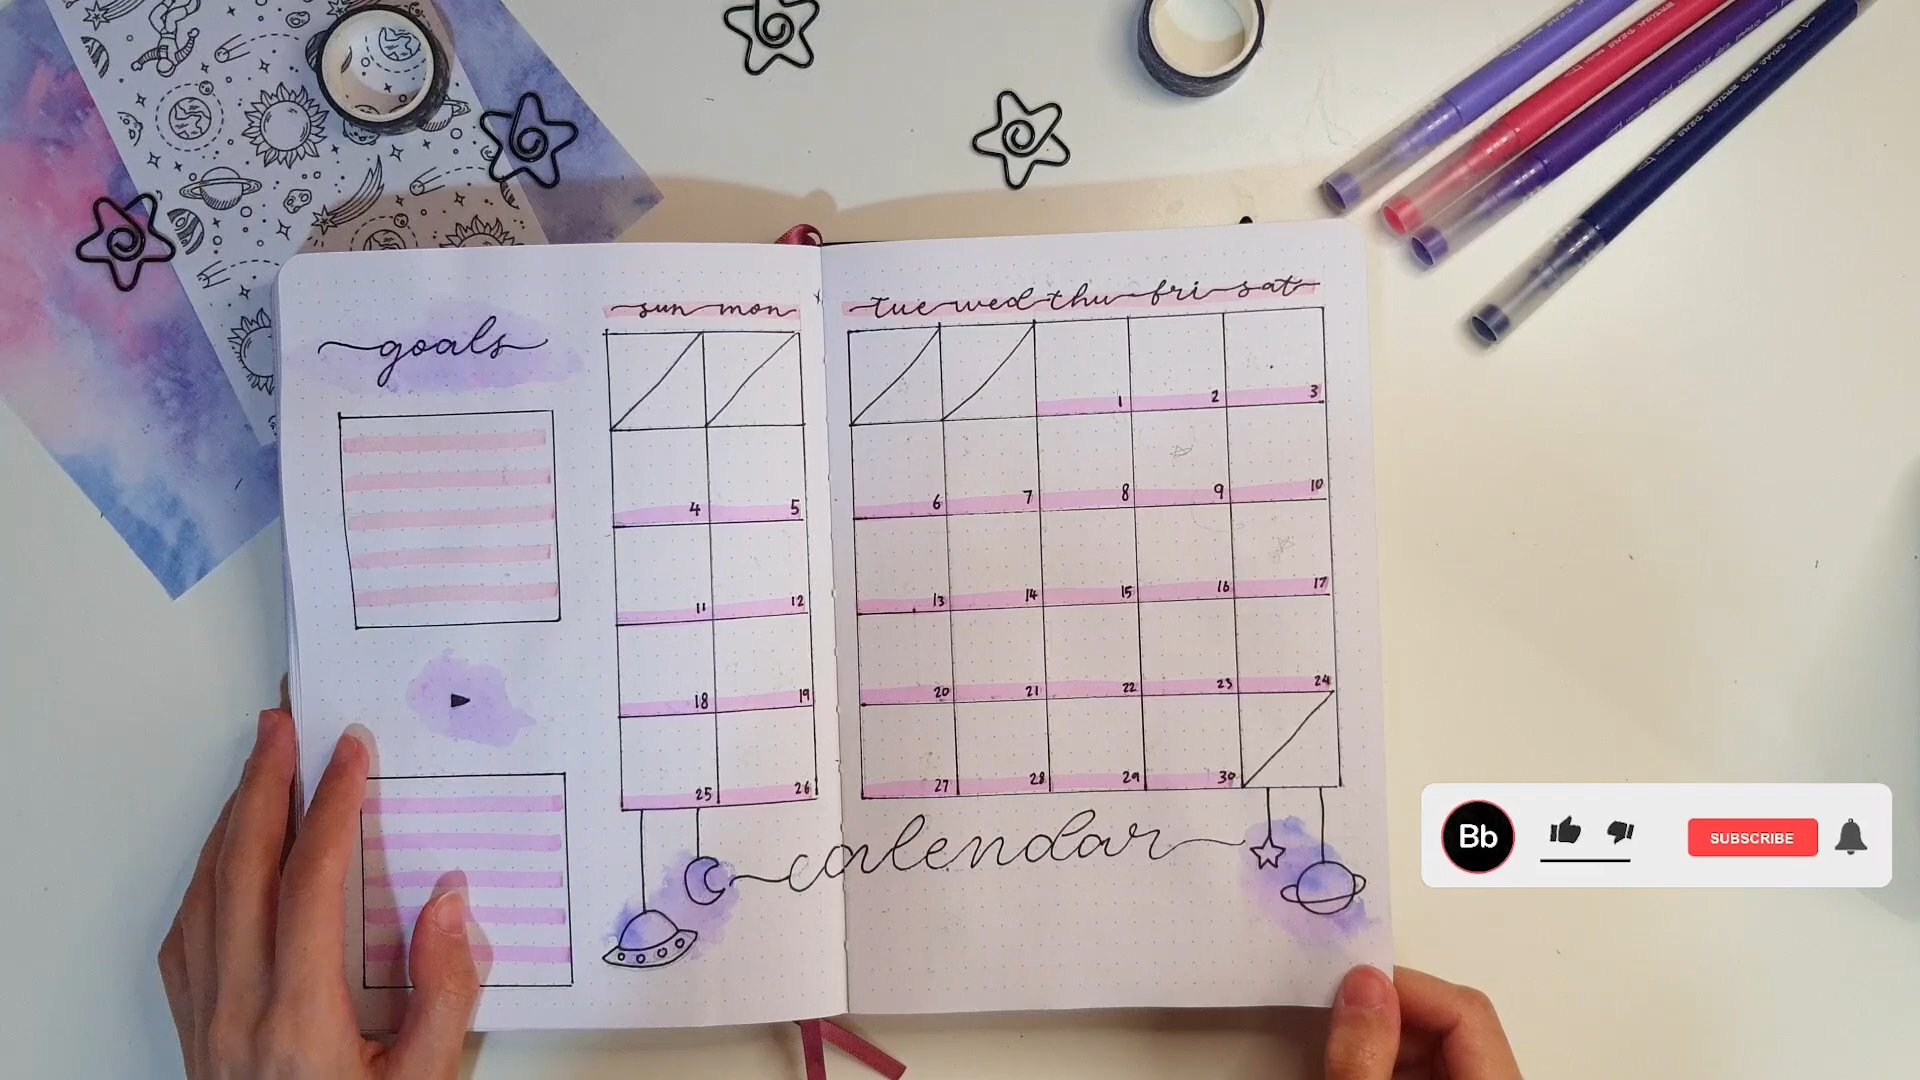 goals
sun mon tue wed thu fri sat
1 2 3
4 5 6 7 8 9 10
11 12 13 14 15 16 17
18 19 20 21 22 23 24
25 26 27 28 29 30
calendar
Bb SUBSCRIBE